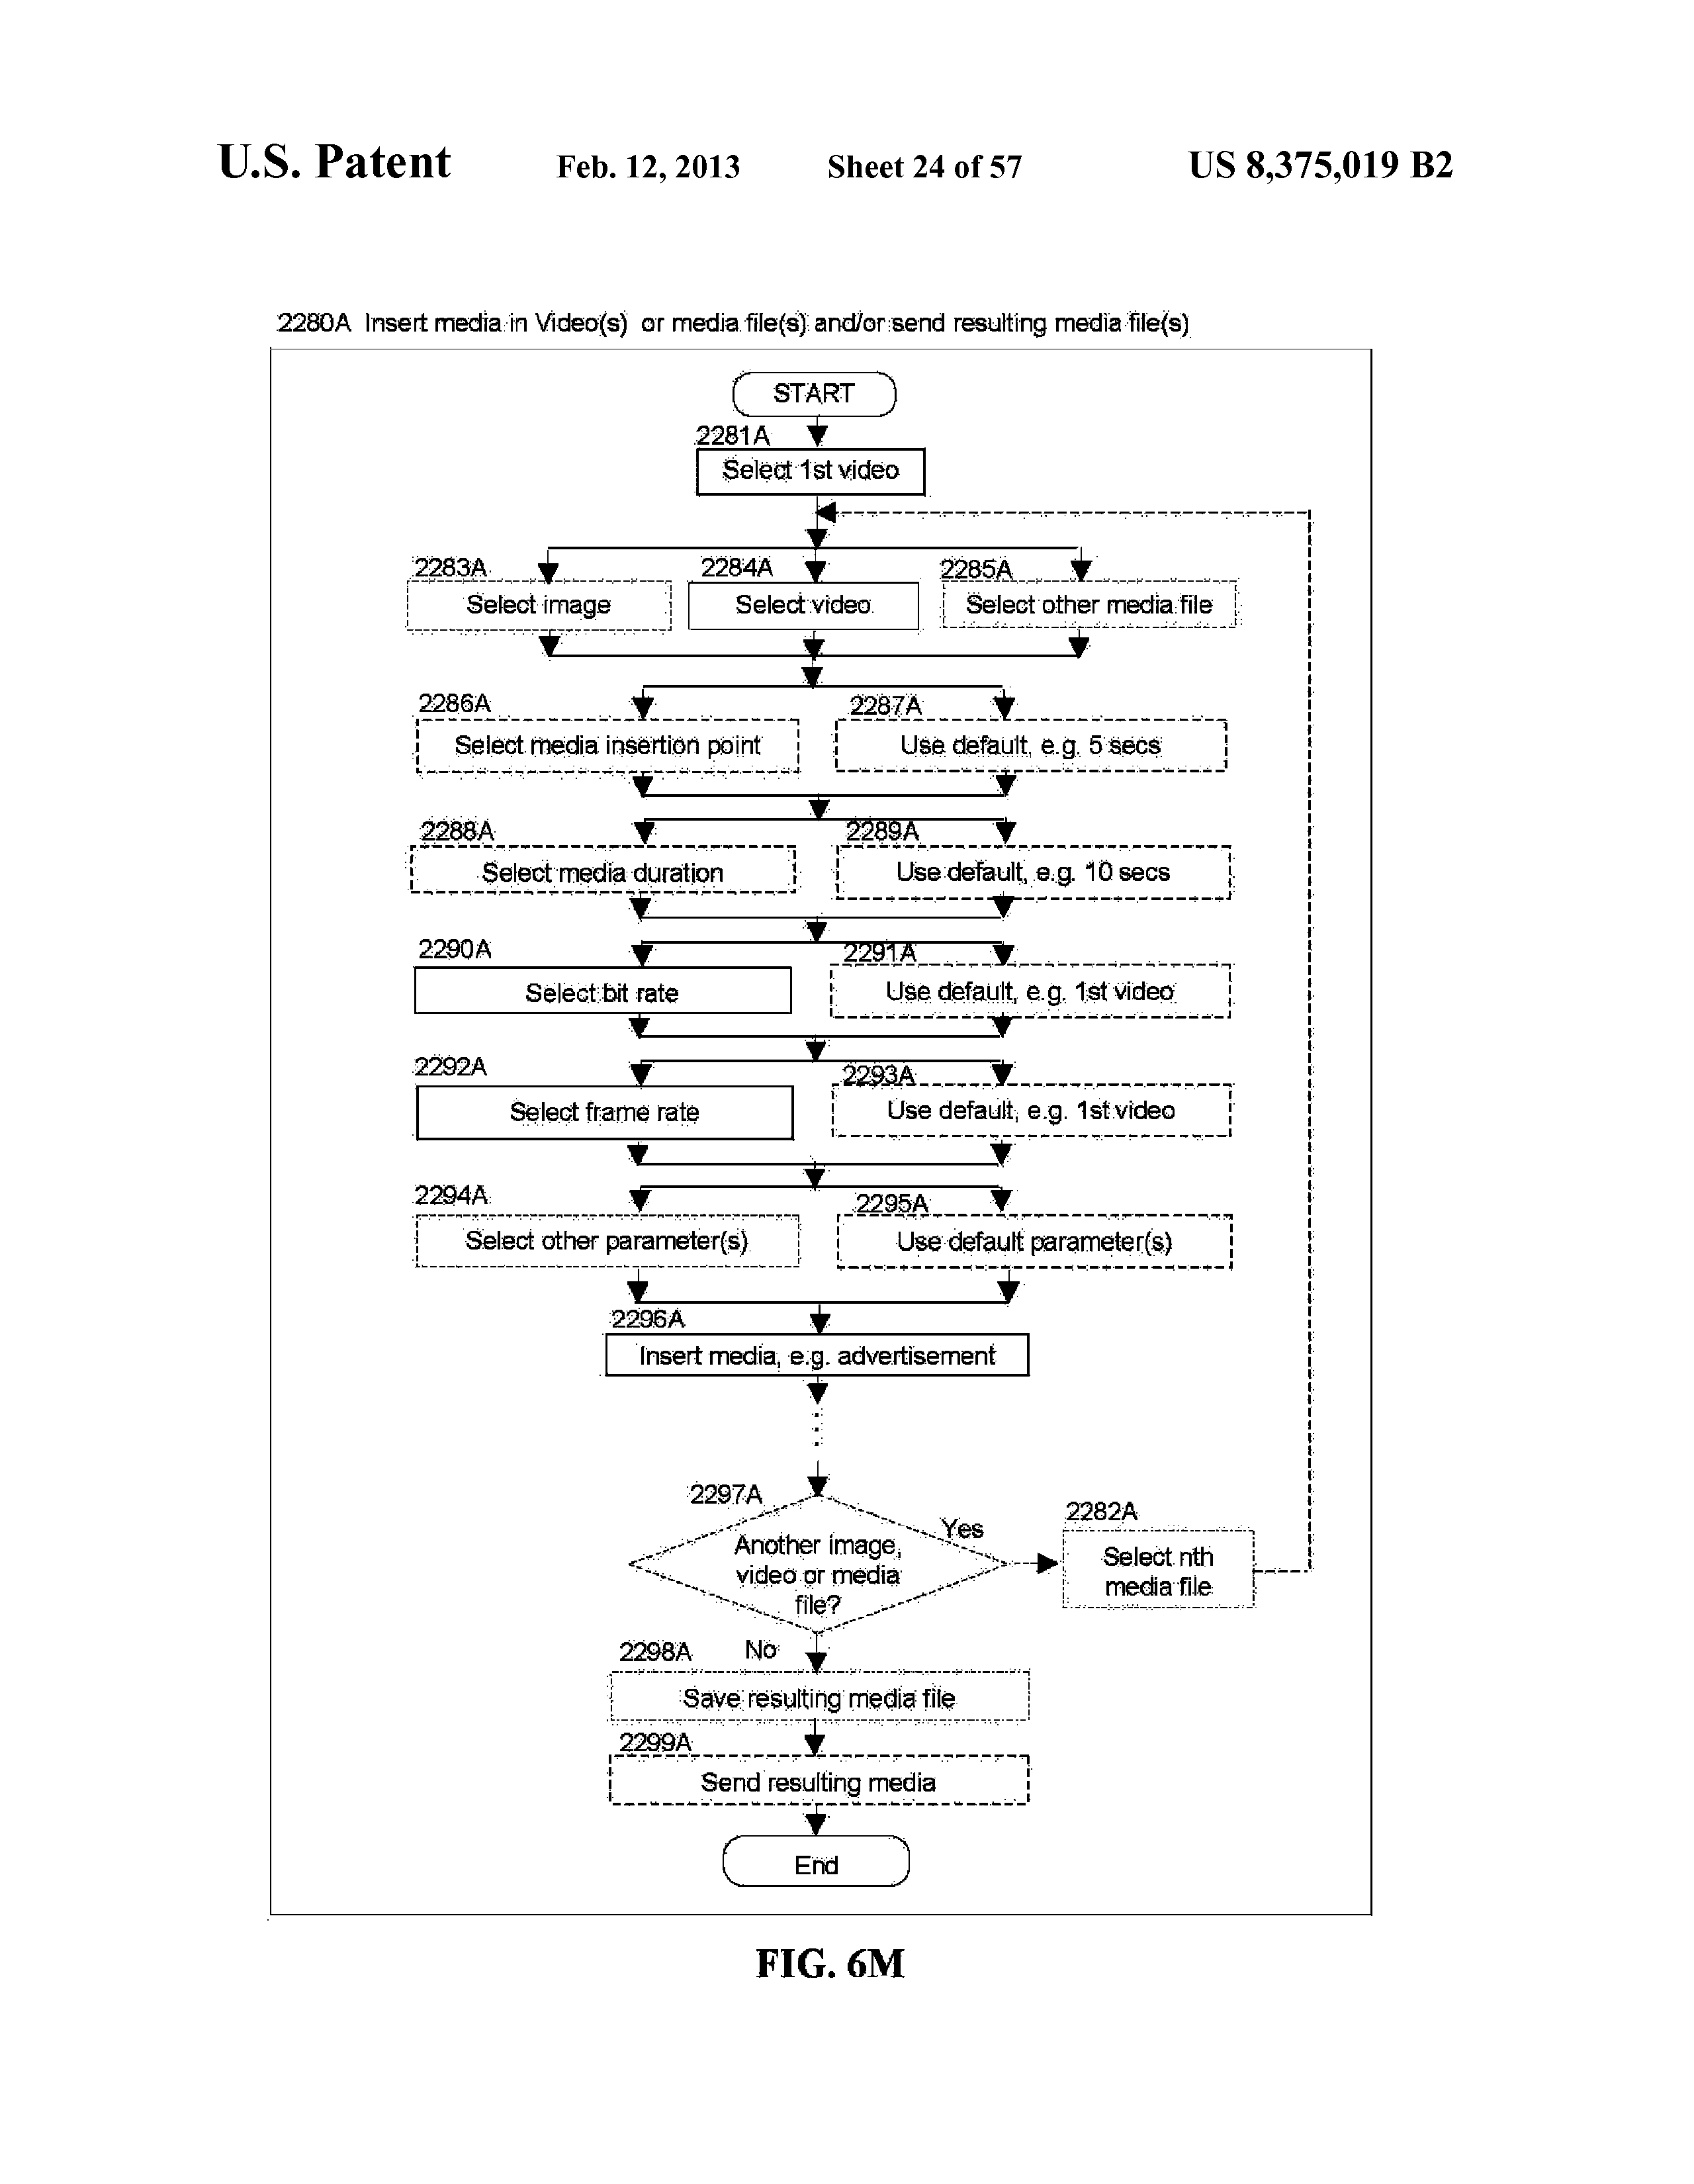 U.S. Patent Feb. 12, 2013 Sheet 24 of 57 US 8,375,019 B2
2280A Insert media in Video(s) or media file(s) and/or send resulting media file(s)
START
2281A
Select 1st video
2283A 2284A 2285A
Select image Select video Select other media file
2286A 2287A
Select media insertion point Use default, e.g. 5 secs
2288A 2289A
Select media duration Use default, e.g. 10 secs
2290A 2291A
Select bit rate Use default, e.g. 1st video
2292A 2293A
Select frame rate Use default, e.g. 1st video
2294A 2295A
Select other parameter(s) Use default parameter(s)
2296A
Insert media, e.g. advertisement
2297A 2282A
Yes
Another image,
video or media
file?
Select nth
media file
2298A No
Save resulting media file
2299A
Send resulting media
End
FIG. 6M